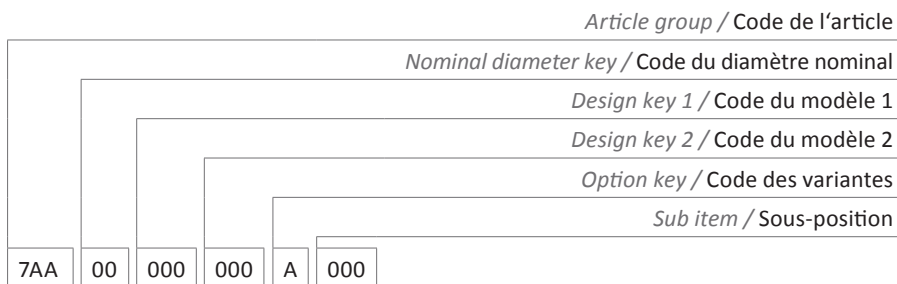 Article group / Code de l‘article
Nominal diameter key / Code du diamètre nominal
Design key 1 / Code du modèle 1
Design key 2 / Code du modèle 2
Option key / Code des variantes
Sub item / Sous-position
7AA 00 000 000 A 000